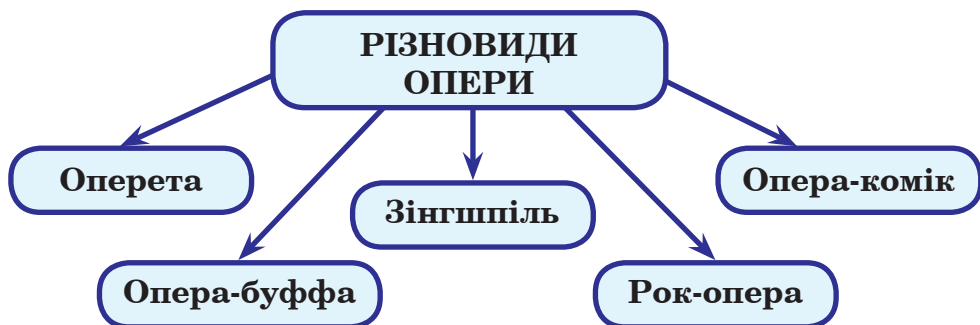 РІЗНОВИДИ
ОПЕРИ
Оперета
Опера-комік
Зінгшпіль
Опера-буффа
Рок-опера